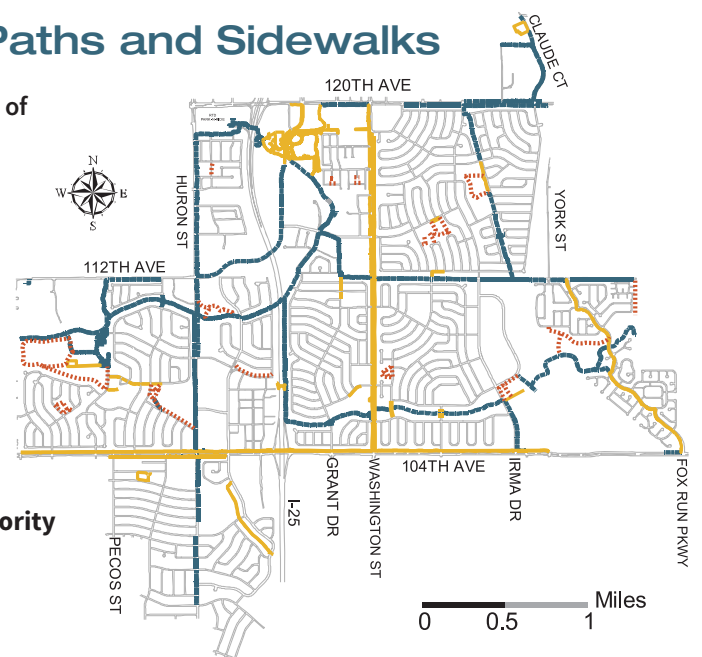 Paths and Sidewalks
of
CLAUDE CT
120TH AVE
N
W E
S
HURON ST
YORK ST
112TH AVE
104TH AVE
I-25
GRANT DR
WASHINGTON ST
IRMA DR
FOX RUN PKWY
ority
PECOS ST
Miles
0 0.5 1